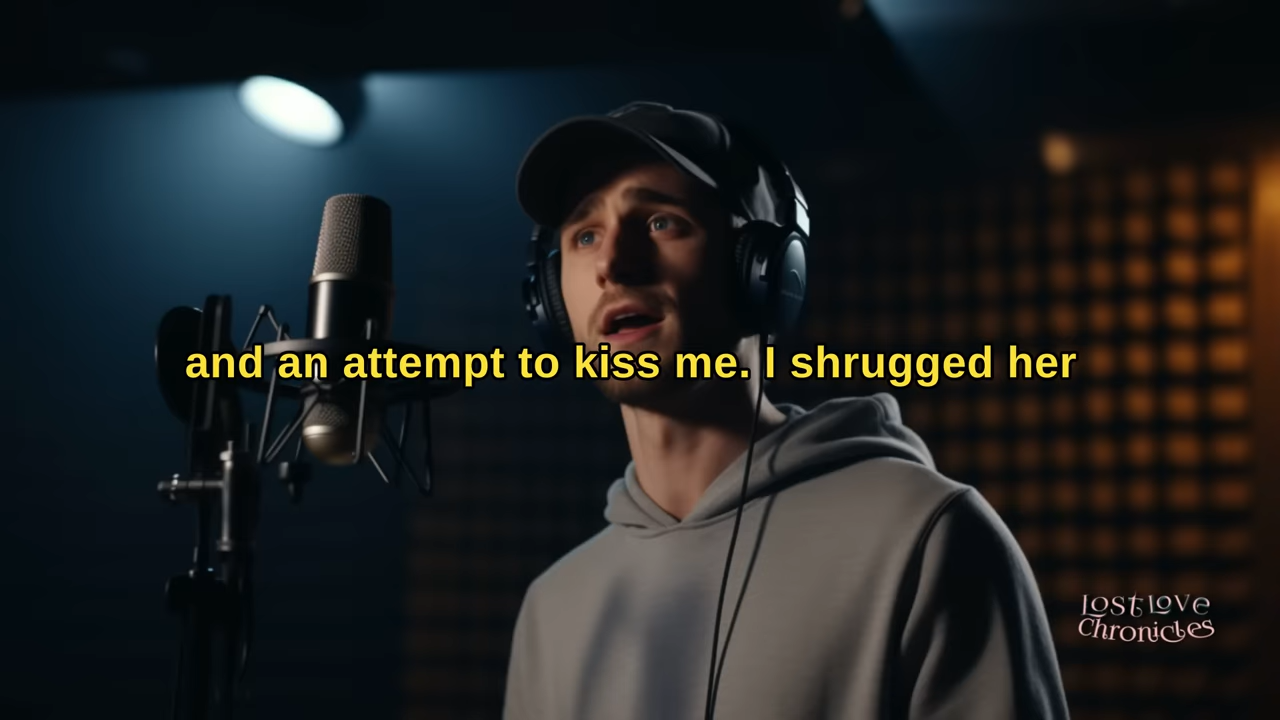 and an attempt to kiss me. I shrugged her
Lost Love
Chronicles